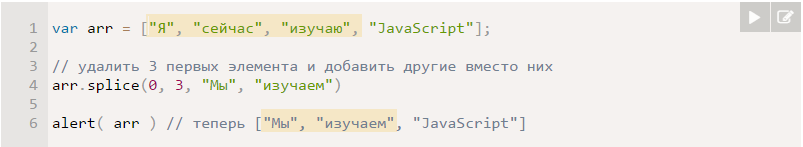 1 var arr = ["Я", "сейчас", "изучаю", "JavaScript"];
2
3 // удалить 3 первых элемента и добавить другие вместо них
4 arr.splice(0, 3, "Мы", "изучаем")
5
6 alert( arr ) // теперь ["Мы", "изучаем", "JavaScript"]